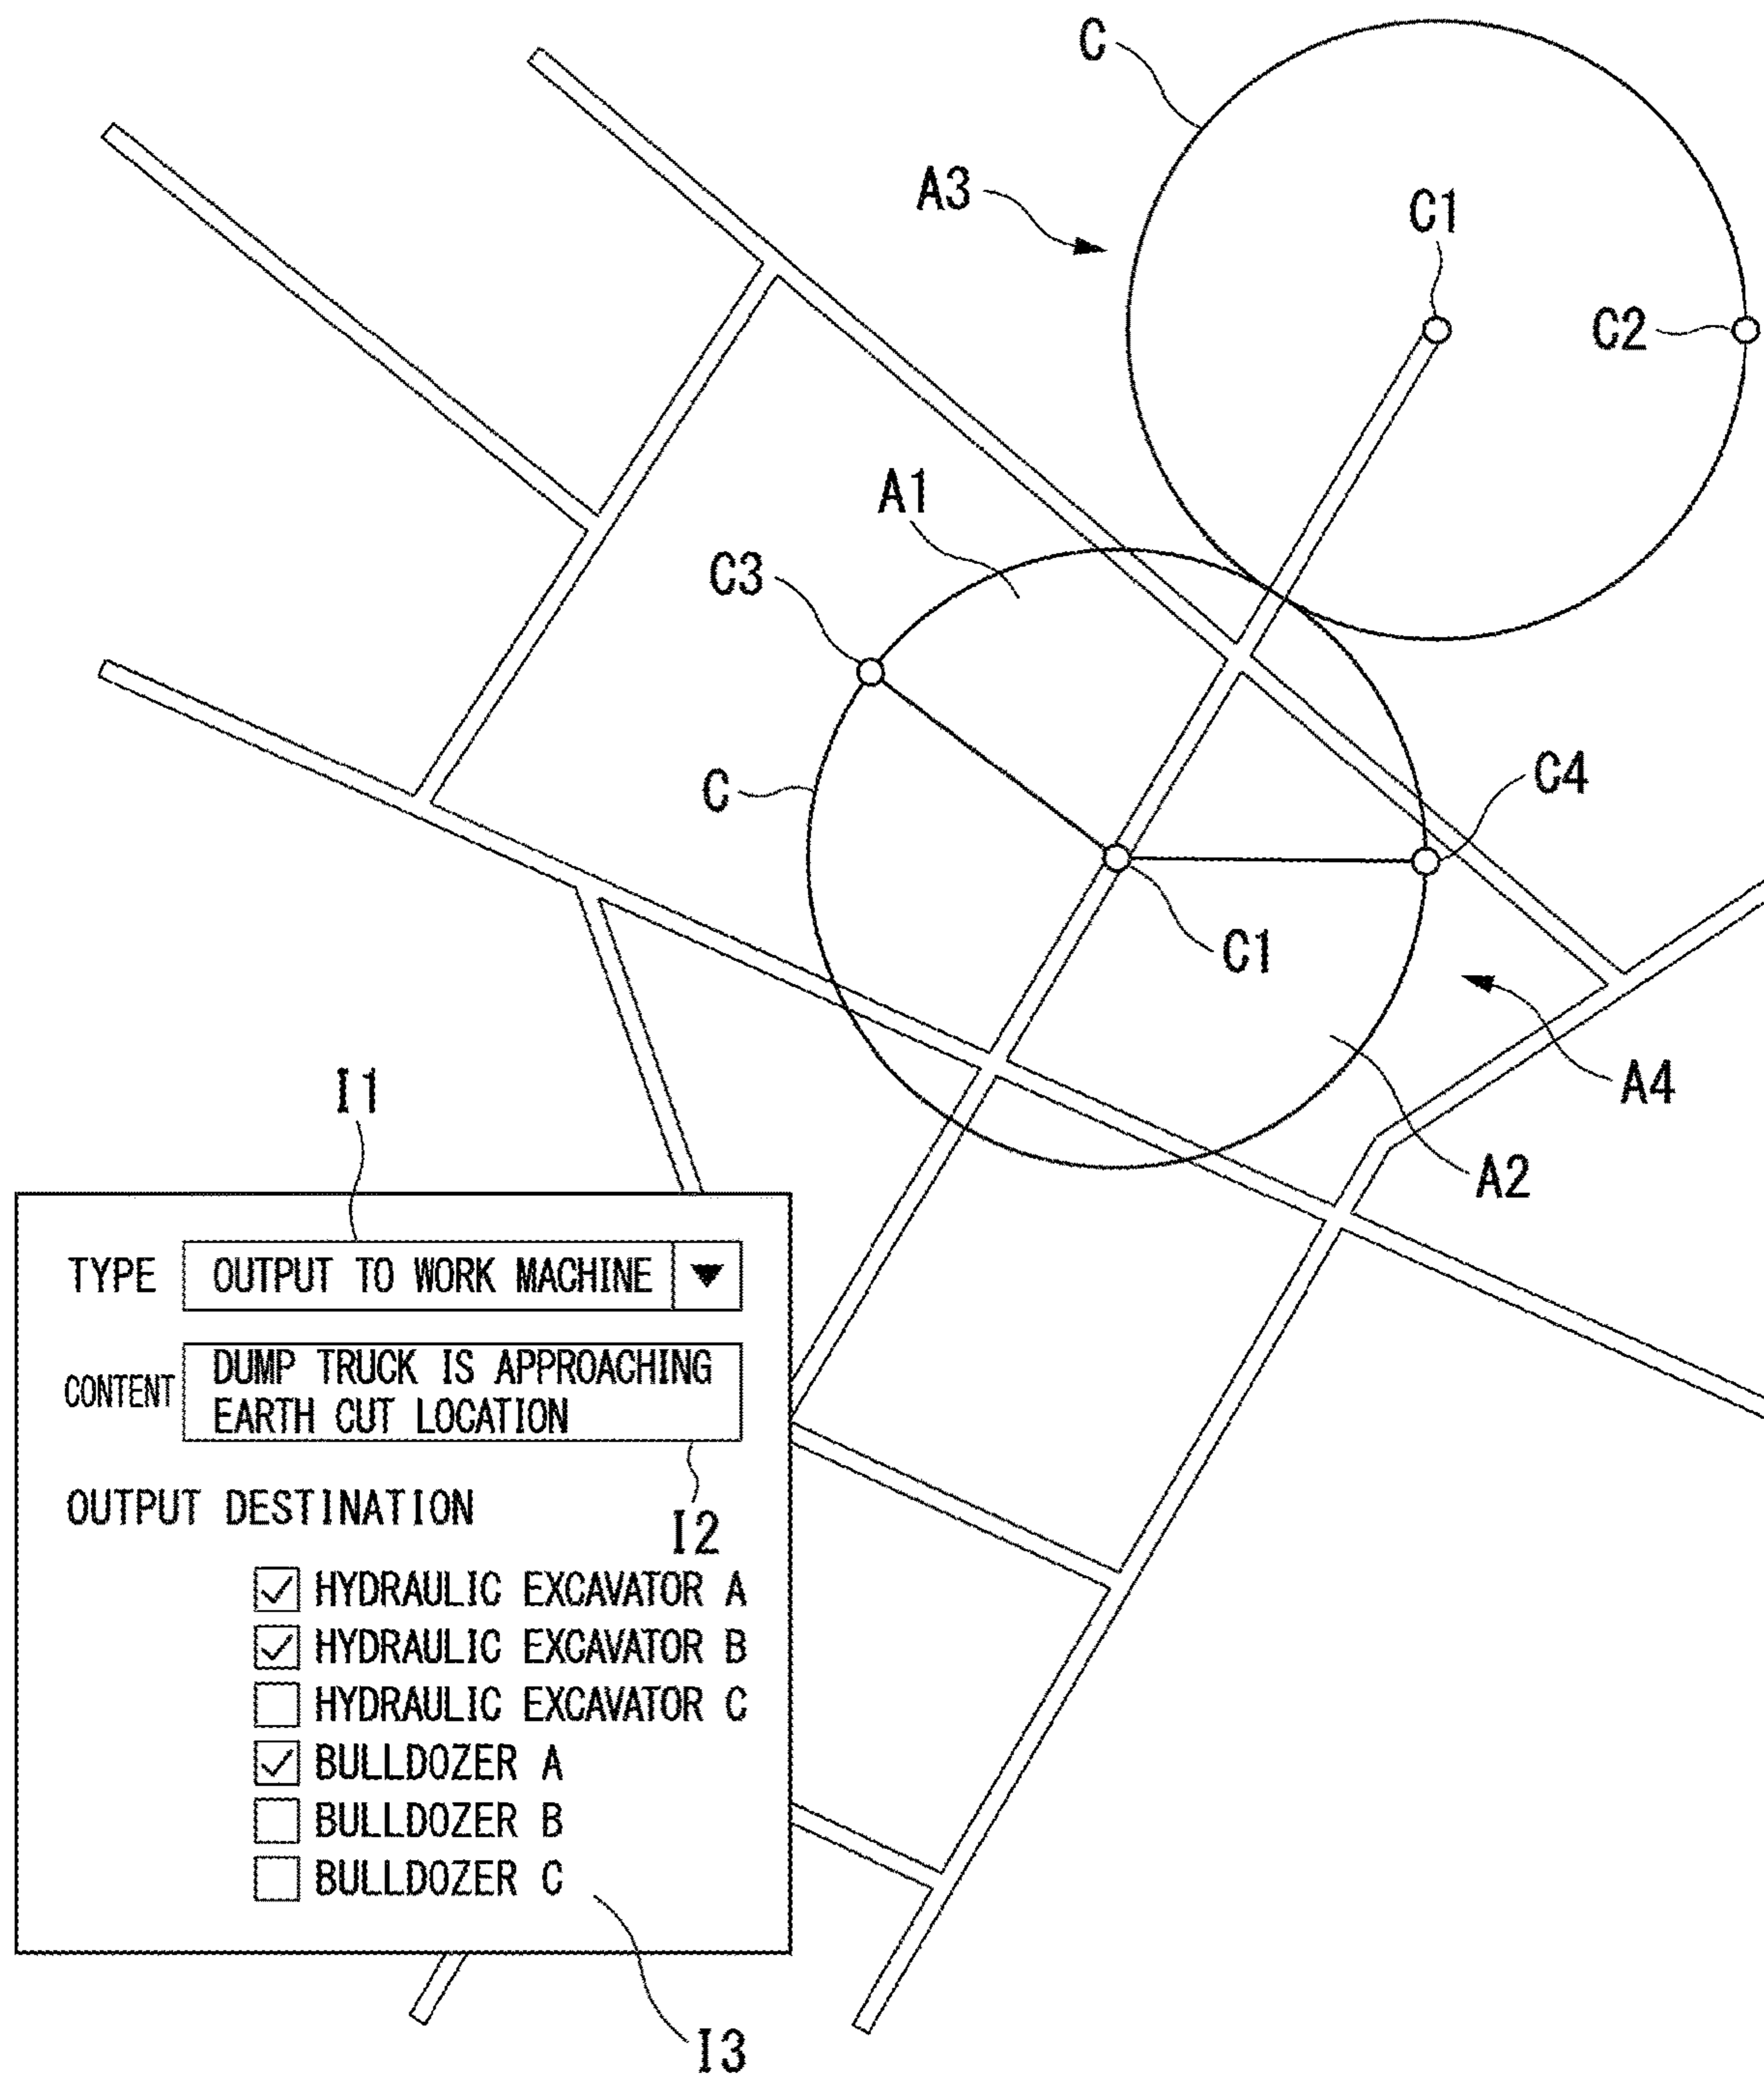 C
A3
C1
C2
A1
C3
C4
C
C1
A4
I1
A2
TYPE OUTPUT TO WORK MACHINE
CONTENT DUMP TRUCK IS APPROACHING
EARTH CUT LOCATION
OUTPUT DESTINATION
I2
HYDRAULIC EXCAVATOR A
HYDRAULIC EXCAVATOR B
HYDRAULIC EXCAVATOR C
BULLDOZER A
BULLDOZER B
BULLDOZER C
I3